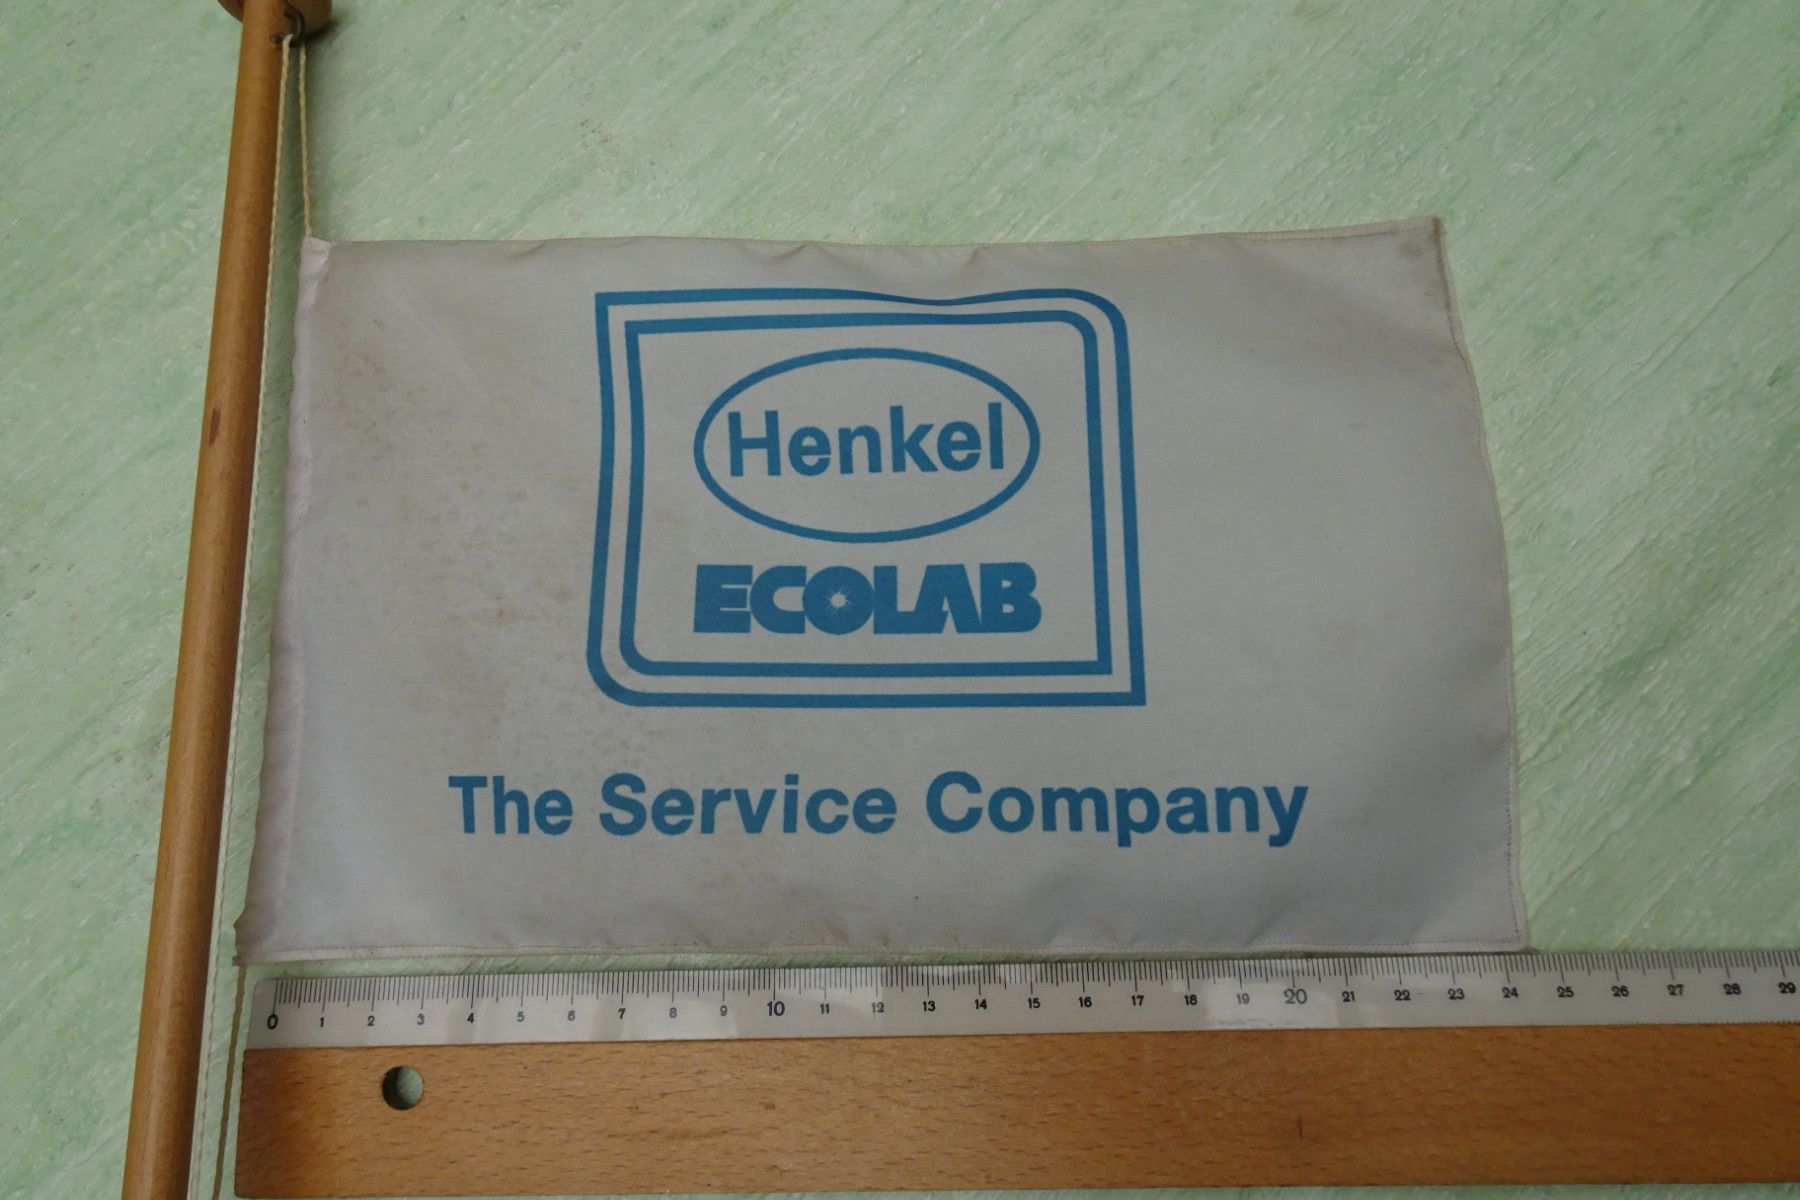 Henkel
ECOLAB
The Service Company
0 1 2 3 4 5 6 7 8 9 10 11 12 13 14 15 16 17 18 19 20 21 22 23 24 25 26 27 28 29